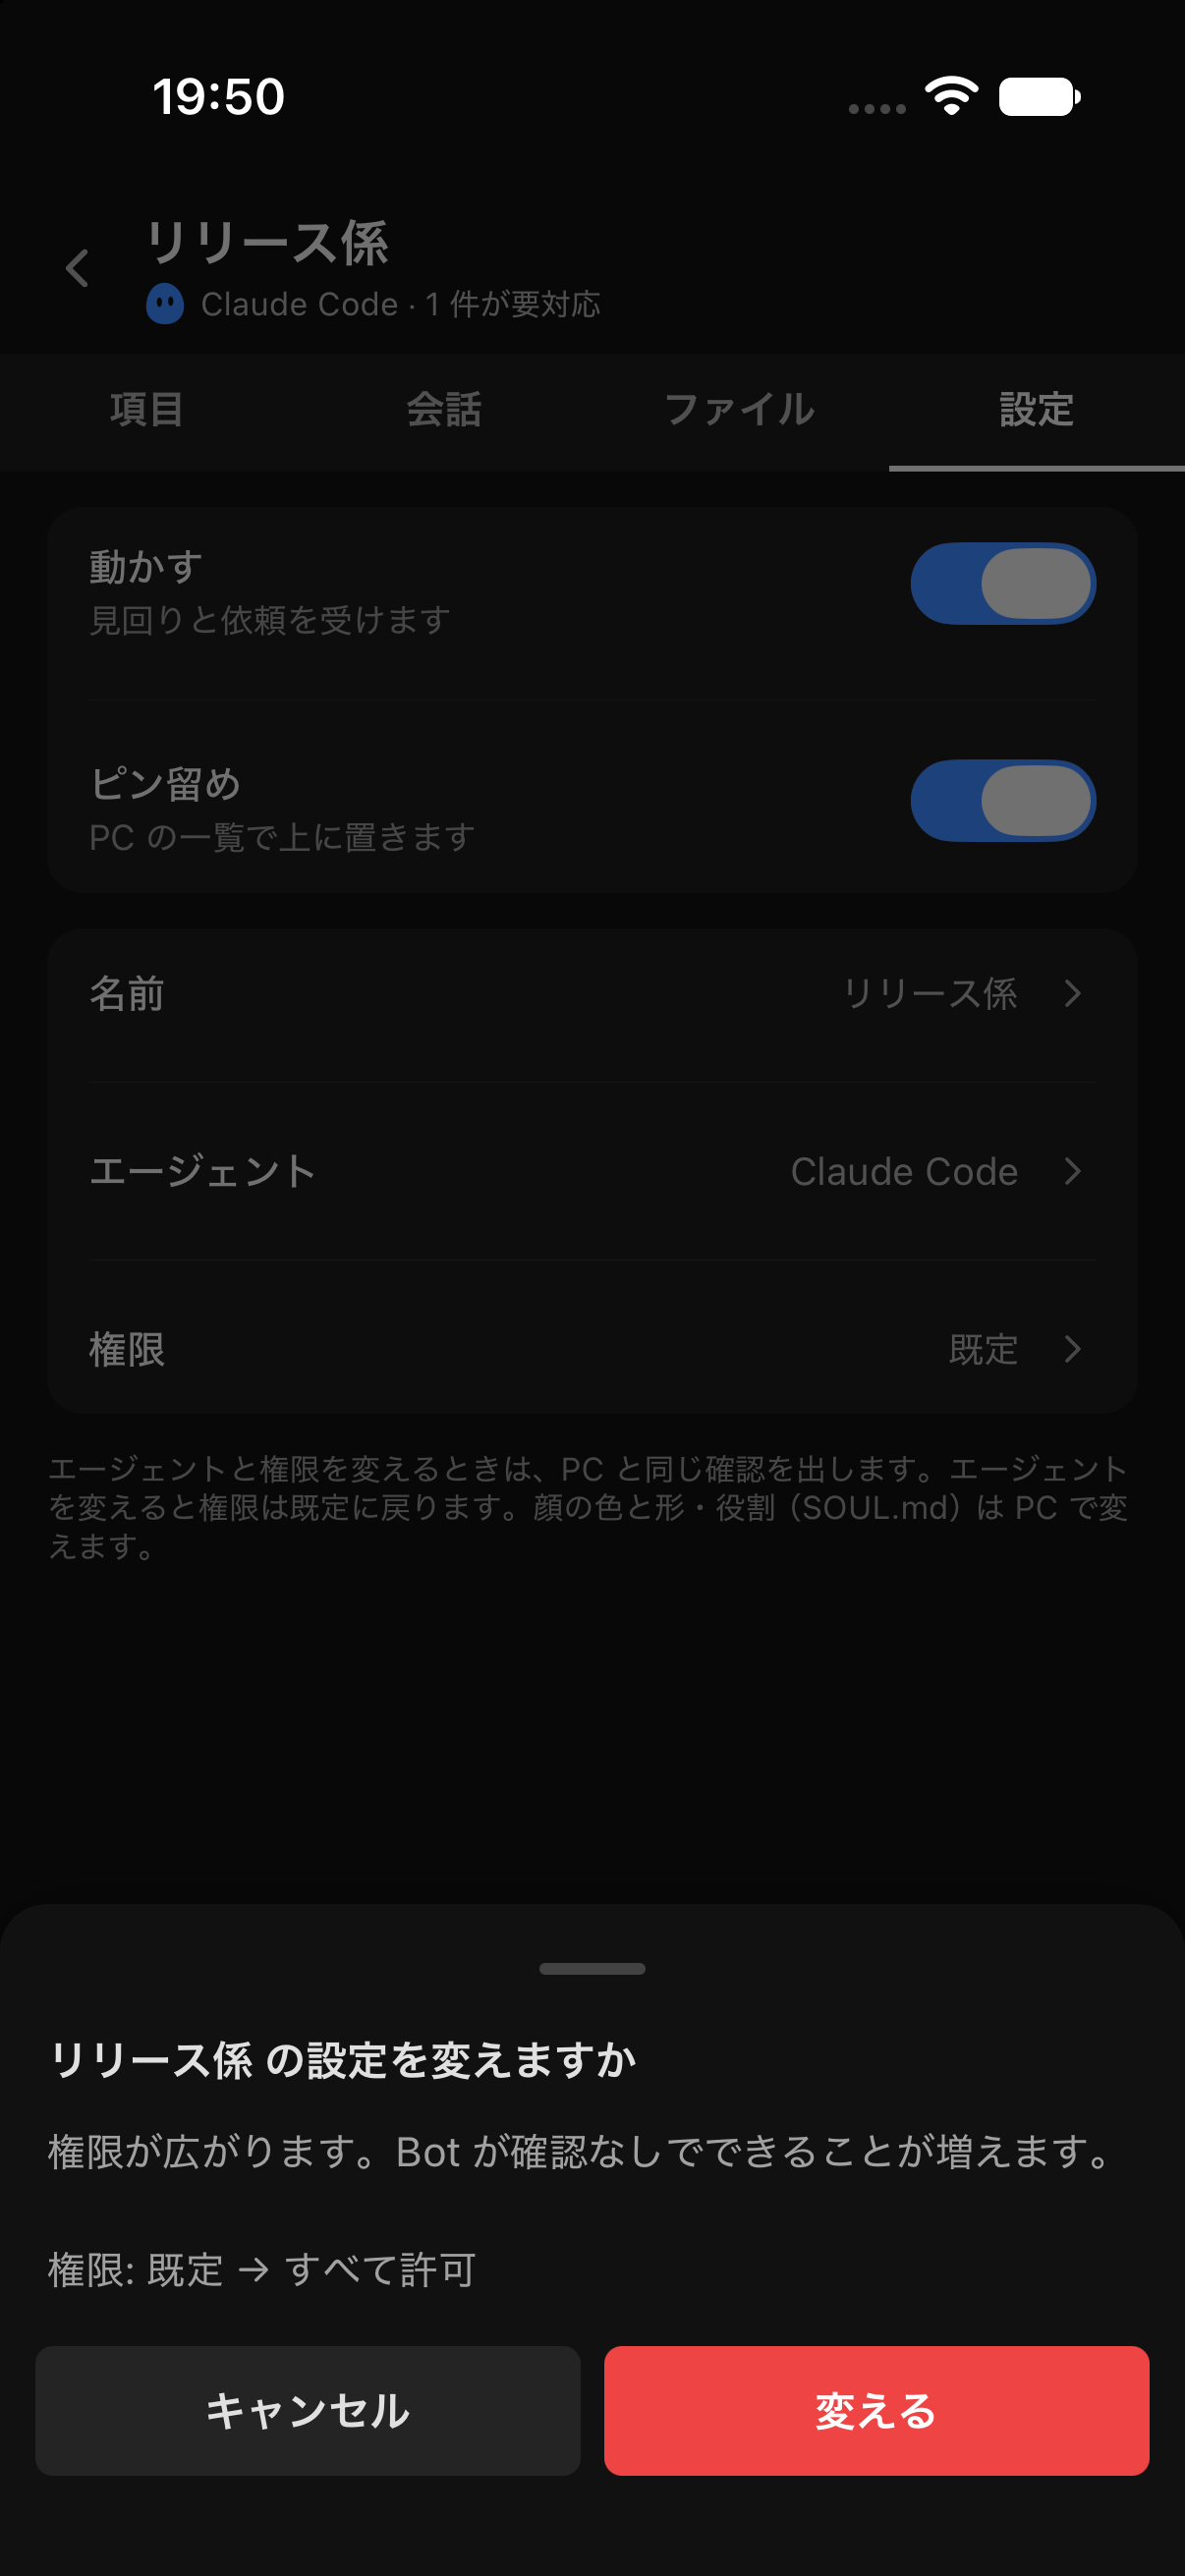 19:50
リリース係
Claude Code · 1 件が要対応
項目
会話
ファイル
設定
動かす
見回りと依頼を受けます
ピン留め
PC の一覧で上に置きます
名前
リリース係
エージェント
Claude Code
権限
既定
エージェントと権限を変えるときは、PC と同じ確認を出します。エージェント
を変えると権限は既定に戻ります。顔の色と形・役割（SOUL.md）は PC で変
えます。
リリース係 の設定を変えますか
権限が広がります。Bot が確認なしでできることが増えます。
権限: 既定 → すべて許可
キャンセル
変える